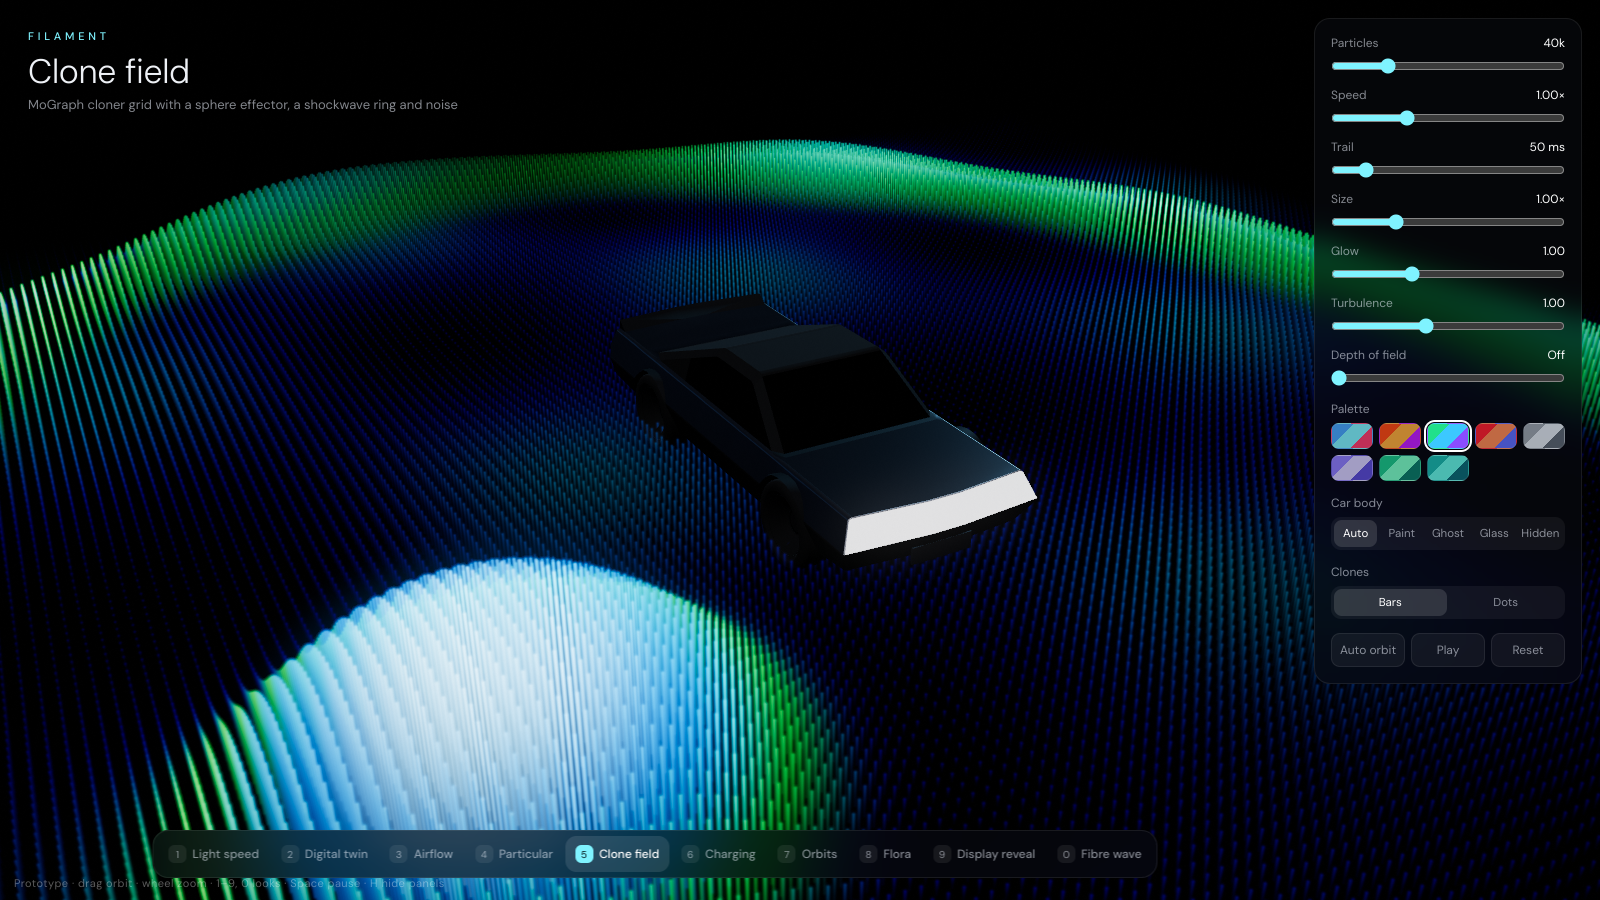 FILAMENT
Clone field
MoGraph cloner grid with a sphere effector, a shockwave ring and noise
Particles 40k
Speed 1.00×
Trail 50 ms
Size 1.00×
Glow 1.00
Turbulence 1.00
Depth of field Off
Palette
Car body
Auto Paint Ghost Glass Hidden
Clones
Bars Dots
Auto orbit Play Reset
1 Light speed 2 Digital twin 3 Airflow 4 Particular 5 Clone field 6 Charging 7 Orbits 8 Flora 9 Display reveal 0 Fibre wave
Prototype · drag orbit · wheel zoom · 1–9, 0 looks · Space pause · H hide panels